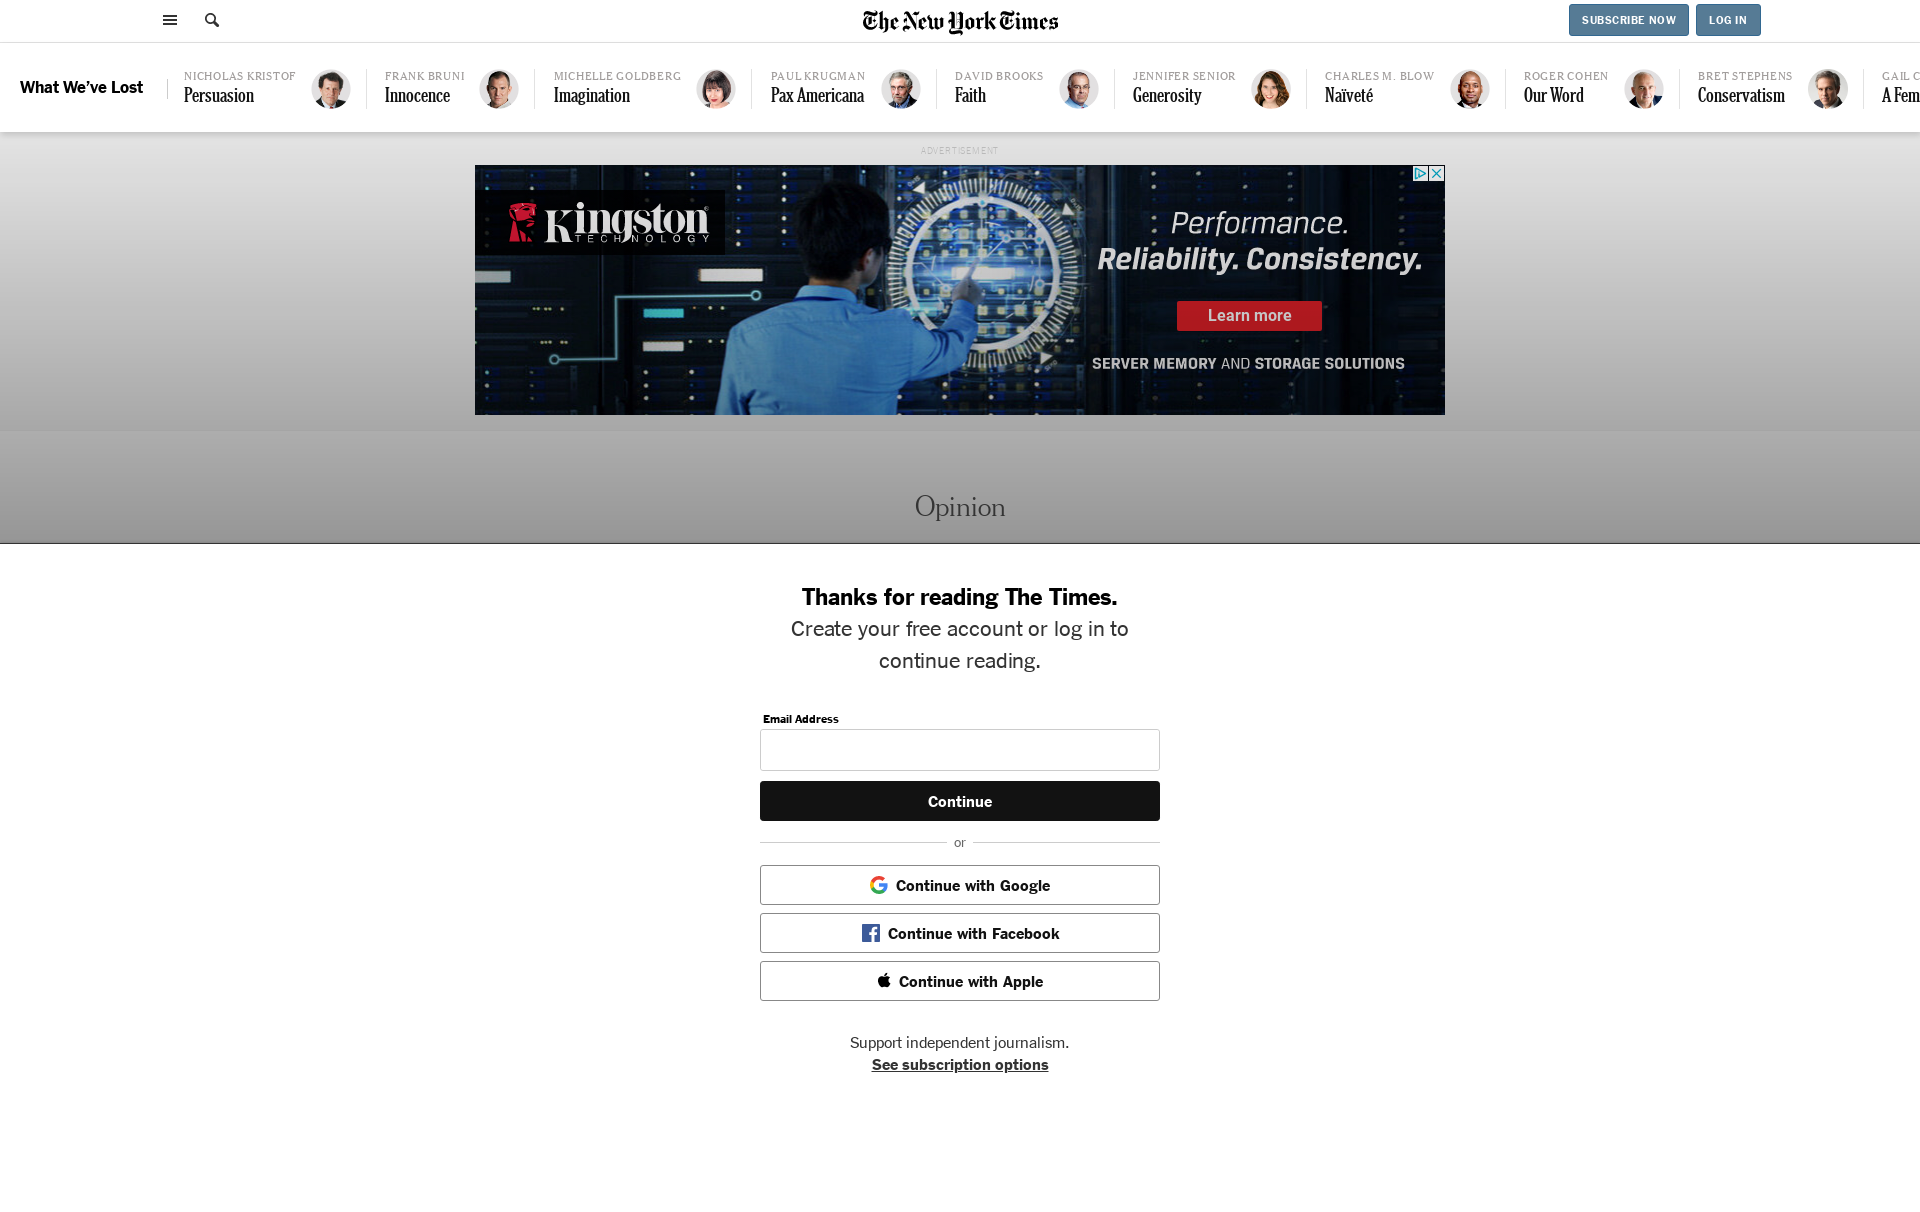 The New York Times
SUBSCRIBE NOW
LOG IN
What We've Lost
NICHOLAS KRISTOF
Persuasion
FRANK BRUNI
Innocence
MICHELLE GOLDBERG
Imagination
PAUL KRUGMAN
Pax Americana
DAVID BROOKS
Faith
JENNIFER SENIOR
Generosity
CHARLES M. BLOW
Naïveté
ROGER COHEN
Our Word
BRET STEPHENS
Conservatism
GAIL C
A Fem
ADVERTISEMENT
Kingston
TECHNOLOGY
Performance.
Reliability. Consistency.
Learn more
SERVER MEMORY AND STORAGE SOLUTIONS
Opinion
Thanks for reading The Times.
Create your free account or log in to
continue reading.
Email Address
Continue
or
Continue with Google
Continue with Facebook
Continue with Apple
Support independent journalism.
See subscription options